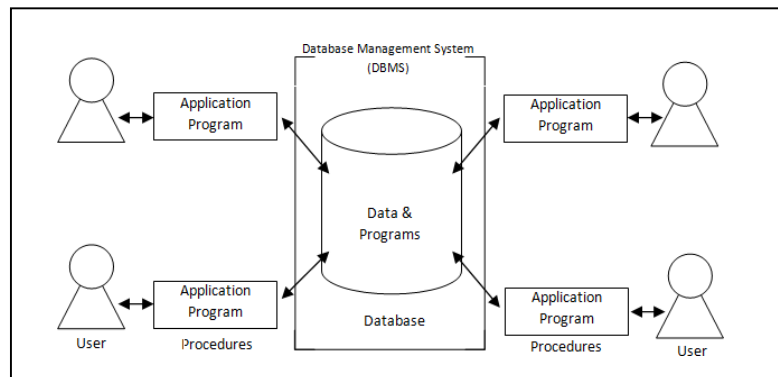 Database Management System
(DBMS)
Application
Program
Application
Program
Data &
Programs
Application
Program
Application
Program
Database
User
Procedures
Procedures
User